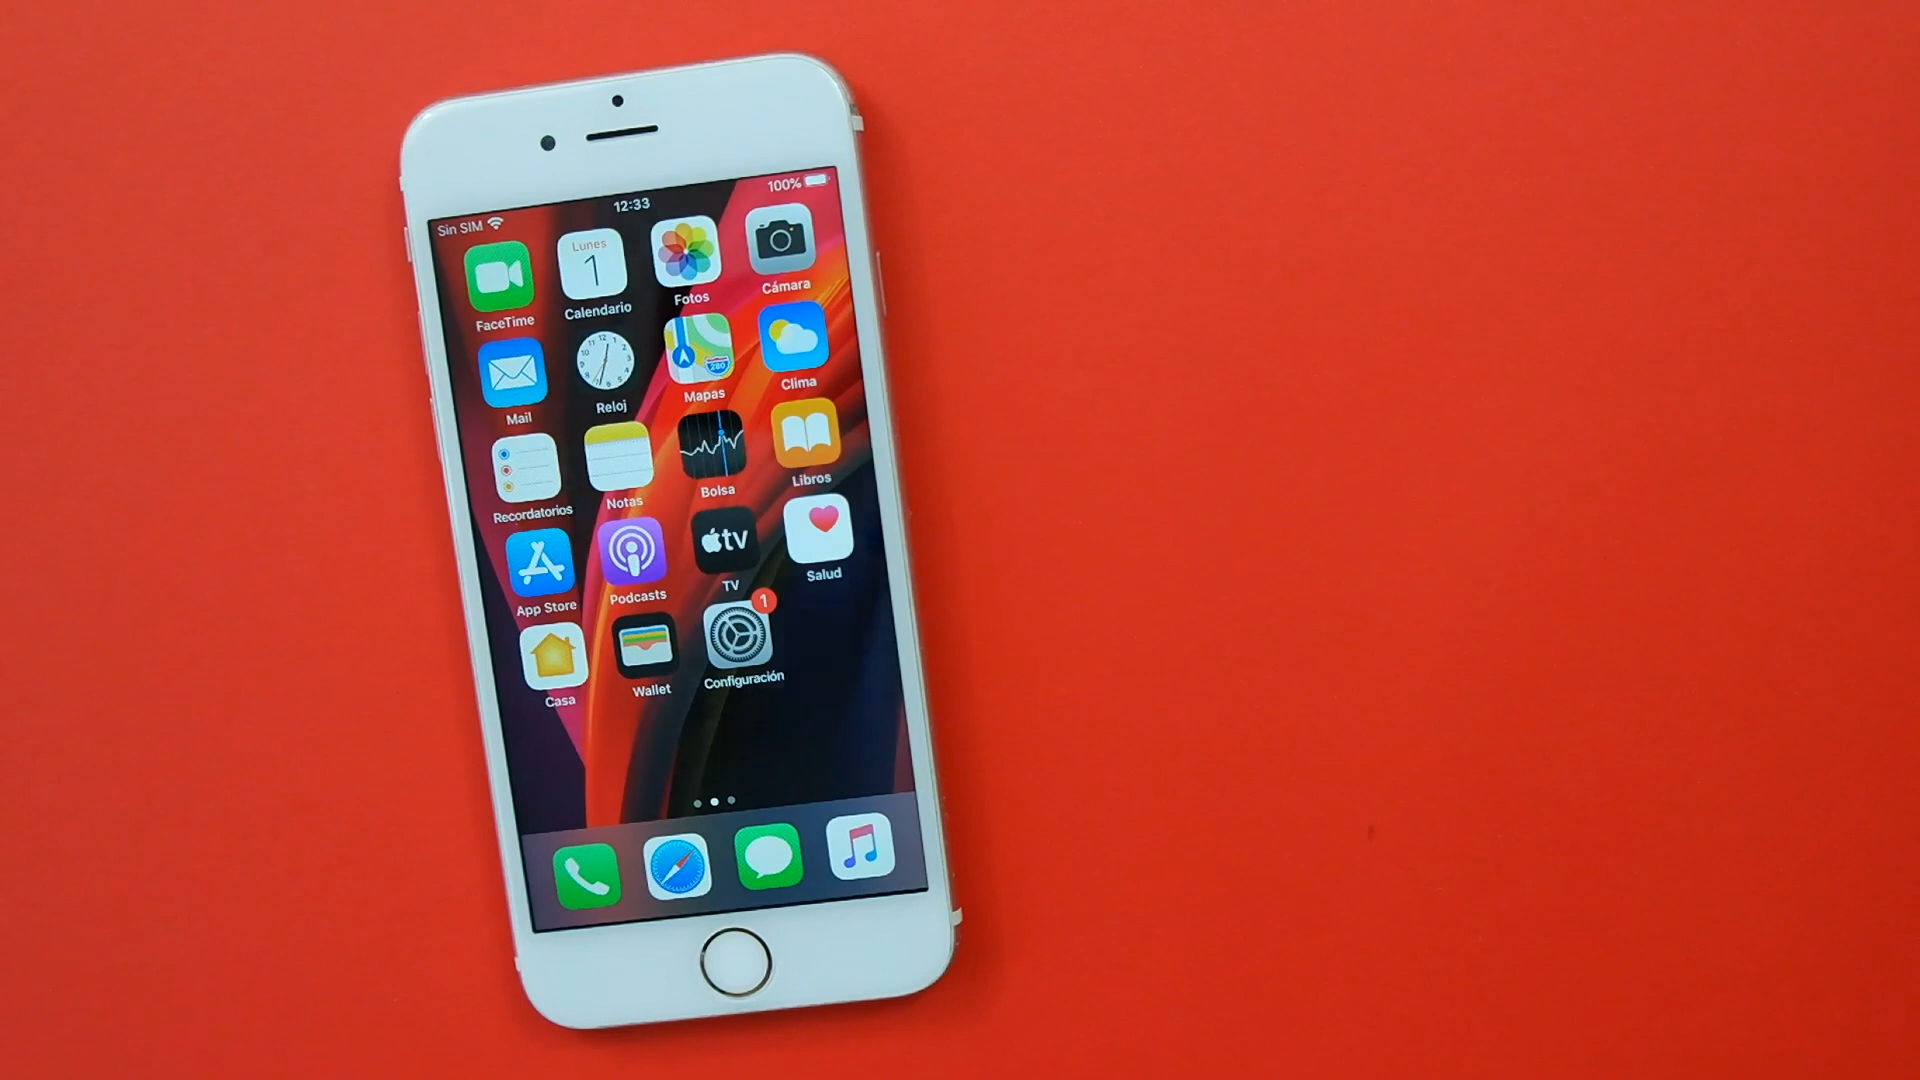 Sin SIM 12:33 100%
Lunes
1
FaceTime Calendario Fotos Cámara
280
Mail Reloj Mapas Clima
Recordatorios Notas Bolsa Libros
tv
App Store Podcasts TV Salud
1
Casa Wallet Configuración